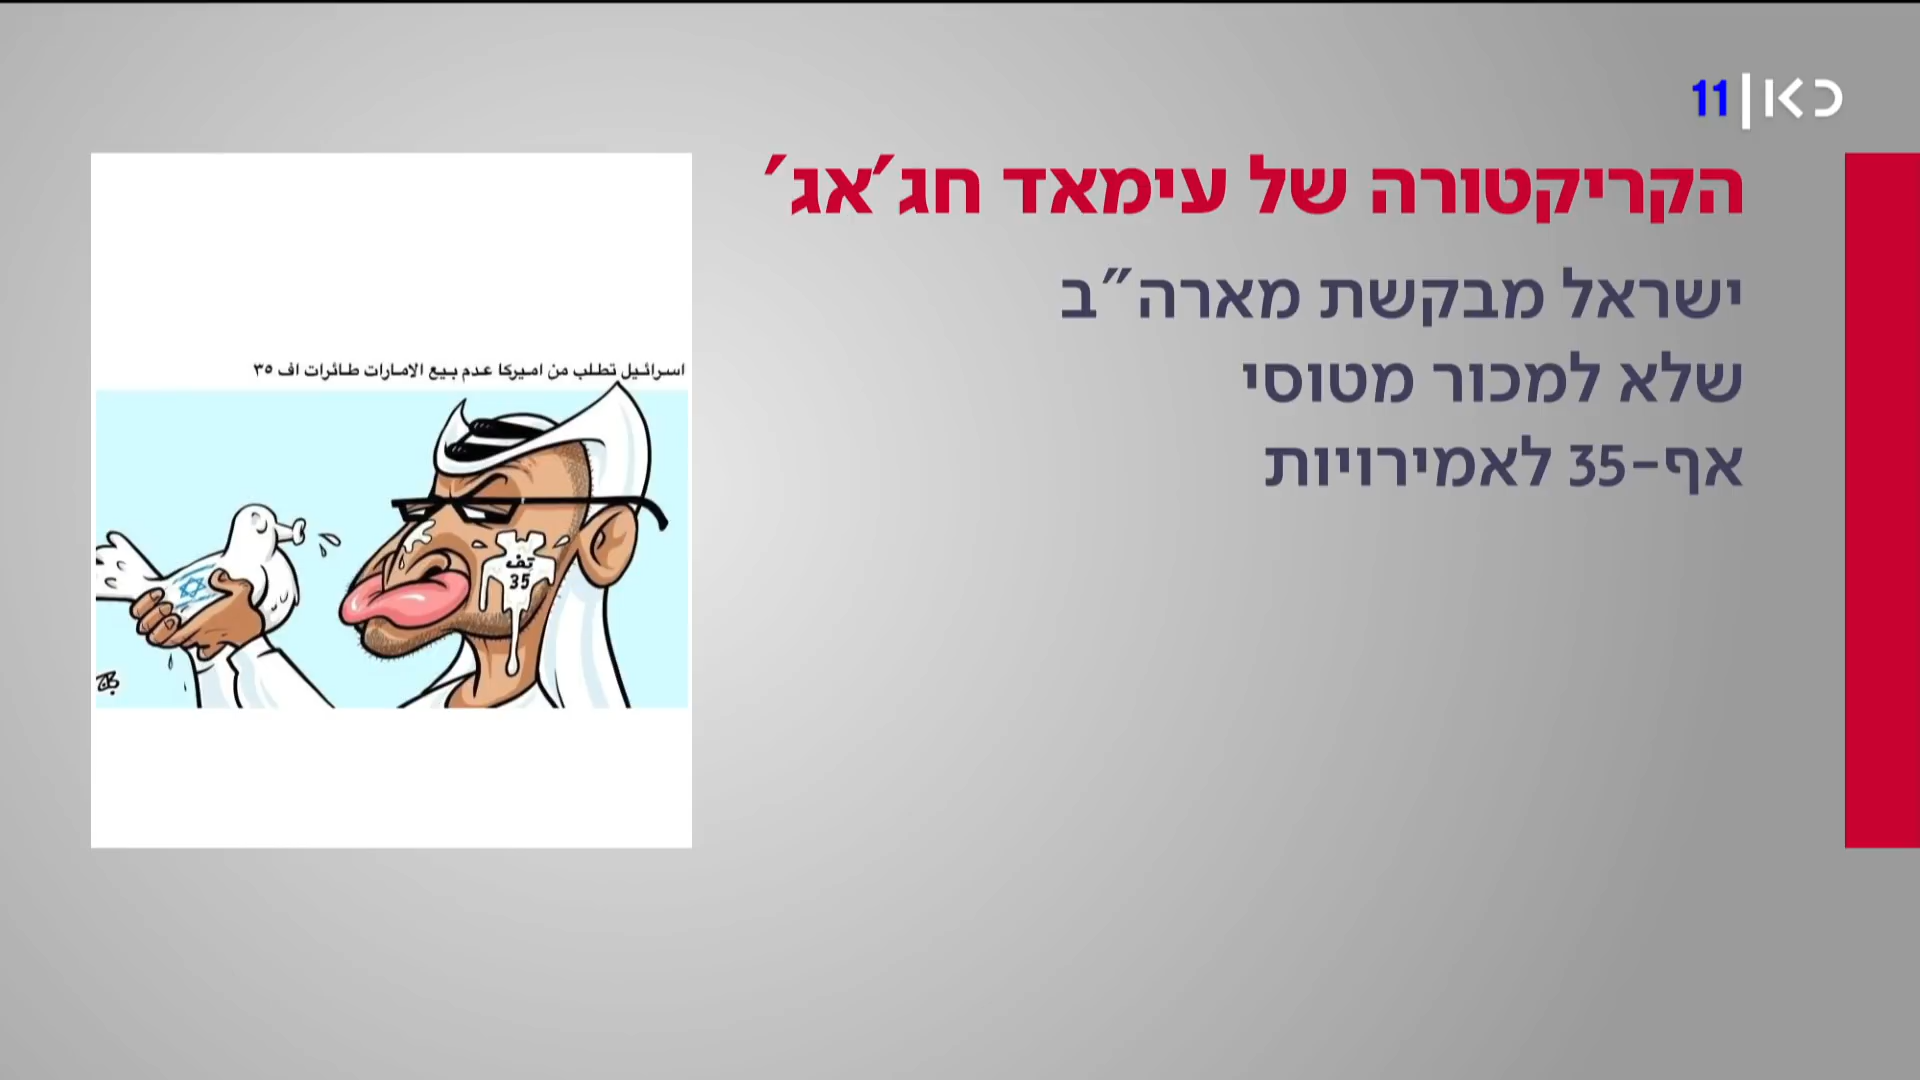 כאן|11
הקריקטורה של עימאד חג'אג'
ישראל מבקשת מארה"ב
שלא למכור מטוסי
אף-35 לאמירויות
اسرائيل تطلب من اميركا عدم بيع الامارات طائرات اف ٣٥
تف
35